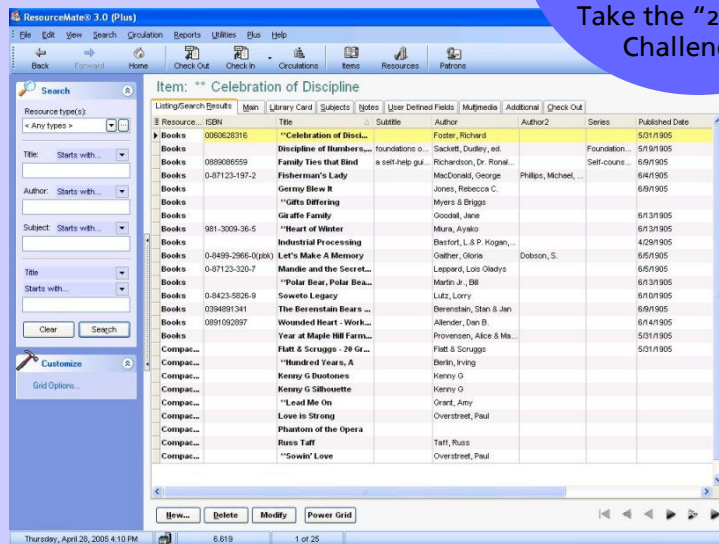 ResourceMate® 3.0 (Plus)
Take the "2
Challen
File Edit View Search Circulation Reports Utilities Plus Help
Back Forward Home Check Out Check In Circulations Items Resources Patrons
Search
Resource type(s):
< Any types >
Title: Starts with...
Author: Starts with...
Subject: Starts with...
Title
Starts with...
Clear Search
Customize
Grid Options...
Item: ** Celebration of Discipline
Listing/Search Results Main Library Card Subjects Notes User Defined Fields Multimedia Additional Check Out
Resource... ISBN Title Subtitle Author Author2 Series Published Date
Books 0060628316 **Celebration of Disci... Foster, Richard 5/31/1905
Books Discipline of Numbers,... foundations o... Sackett, Dudley, ed. Foundation... 5/19/1905
Books 0889086559 Family Ties that Bind a self-help gui... Richardson, Dr. Ronal... Self-couns... 6/9/1905
Books 0-87123-197-2 Fisherman's Lady MacDonald, George Phillips, Michael, ... 6/4/1905
Books Germy Blew It Jones, Rebecca C. 6/9/1905
Books **Gifts Differing Myers & Briggs
Books Giraffe Family Goodall, Jane 6/13/1905
Books 981-3009-36-5 **Heart of Winter Miura, Ayako 6/13/1905
Books Industrial Processing Basfort, L.& P. Kogan,... 4/29/1905
Books 0-8499-2966-0(pbk) Let's Make A Memory Gaither, Gloria Dobson, S. 6/5/1905
Books 0-87123-320-7 Mandie and the Secret... Leppard, Lois Gladys 6/5/1905
Books **Polar Bear, Polar Bea... Martin Jr., Bill 6/13/1905
Books 0-8423-5826-9 Soweto Legacy Lutz, Lorry 6/10/1905
Books 0394891341 The Berenstain Bears ... Berenstain, Stan & Jan 6/9/1905
Books 0891092897 Wounded Heart - Work... Allender, Dan B. 6/14/1905
Books Year at Maple Hill Farm... Provensen, Alice & Ma... 5/31/1905
Compac... Flatt & Scruggs - 20 Gr... Flatt & Scruggs 5/31/1905
Compac... **Hundred Years, A Berlin, Irving
Compac... Kenny G Duotones Kenny G
Compac... Kenny G Silhouette Kenny G
Compac... **Lead Me On Grant, Amy
Compac... Love is Strong Overstreet, Paul
Compac... Phantom of the Opera
Compac... Russ Taff Taff, Russ
Compac... **Sowin' Love Overstreet, Paul
New... Delete Modify Power Grid
Thursday, April 28, 2005 4:10 PM 6.619 1 of 25